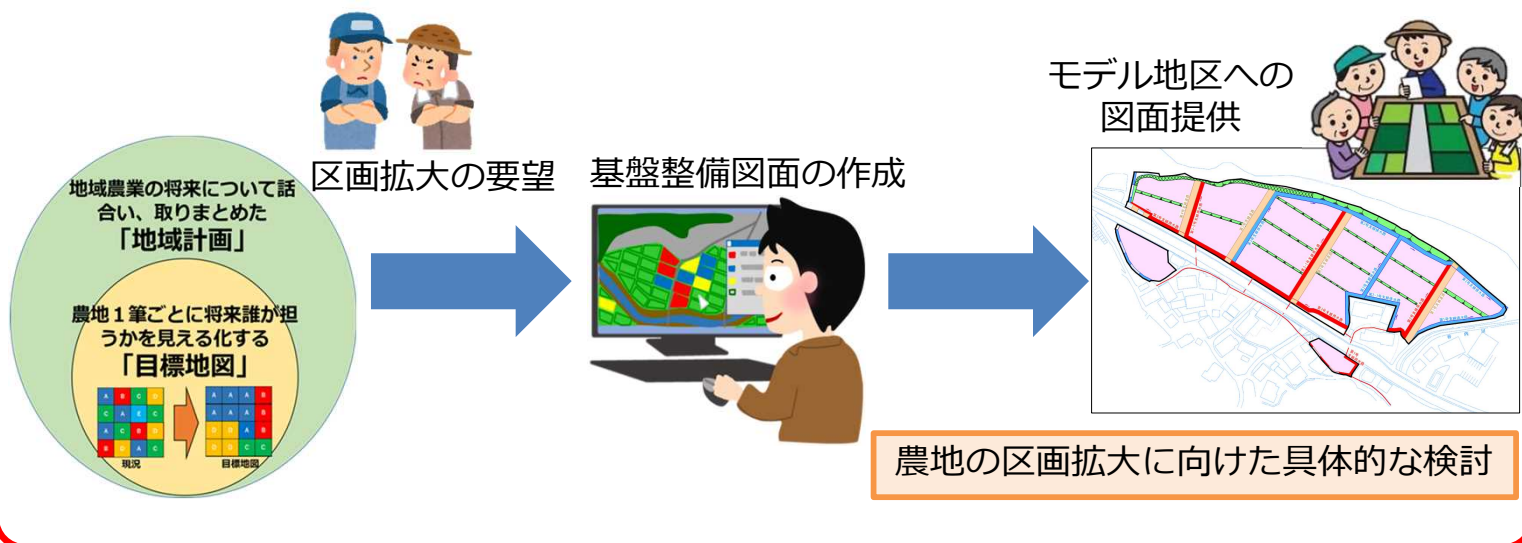 地域農業の将来について話
合い、取りまとめた
「地域計画」
農地１筆ごとに将来誰が担
うかを見える化する
「目標地図」
A B C D
C A E C
A C B D
B D A C
現況
A A A B
A A A B
D D A B
D D C C
目標地図
区画拡大の要望
基盤整備図面の作成
モデル地区への
図面提供
農地の区画拡大に向けた具体的な検討